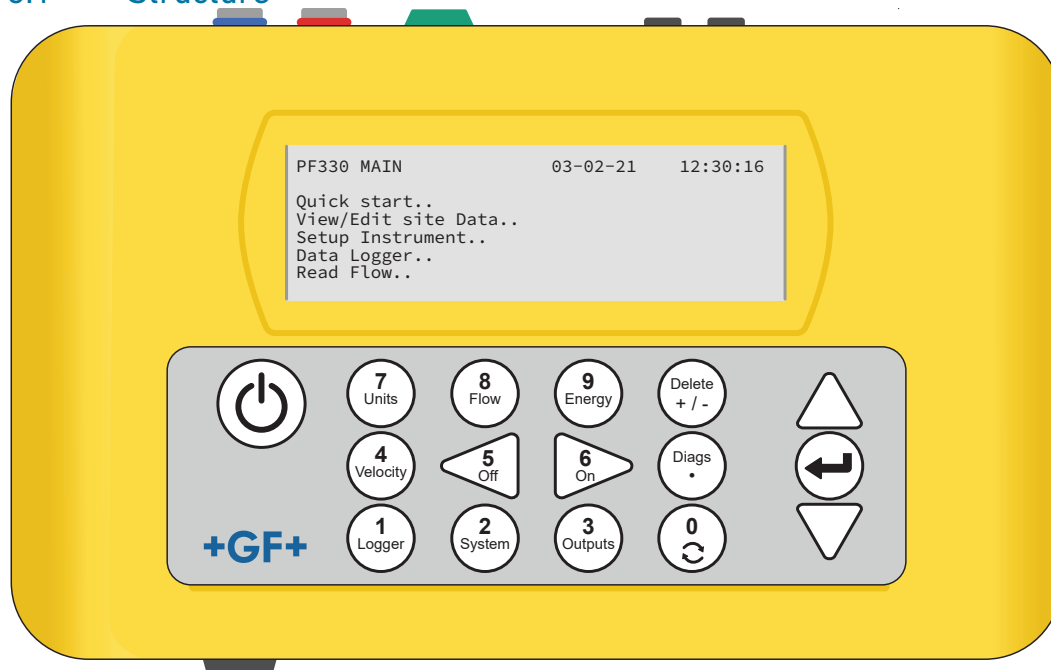 Structure
PF330 MAIN 03-02-21 12:30:16
Quick start..
View/Edit site Data..
Setup Instrument..
Data Logger..
Read Flow..
7 8 9 Delete
Units Flow Energy + / -
4 5 6 Diags
Velocity Off On .
1 2 3 0
Logger System Outputs
+GF+